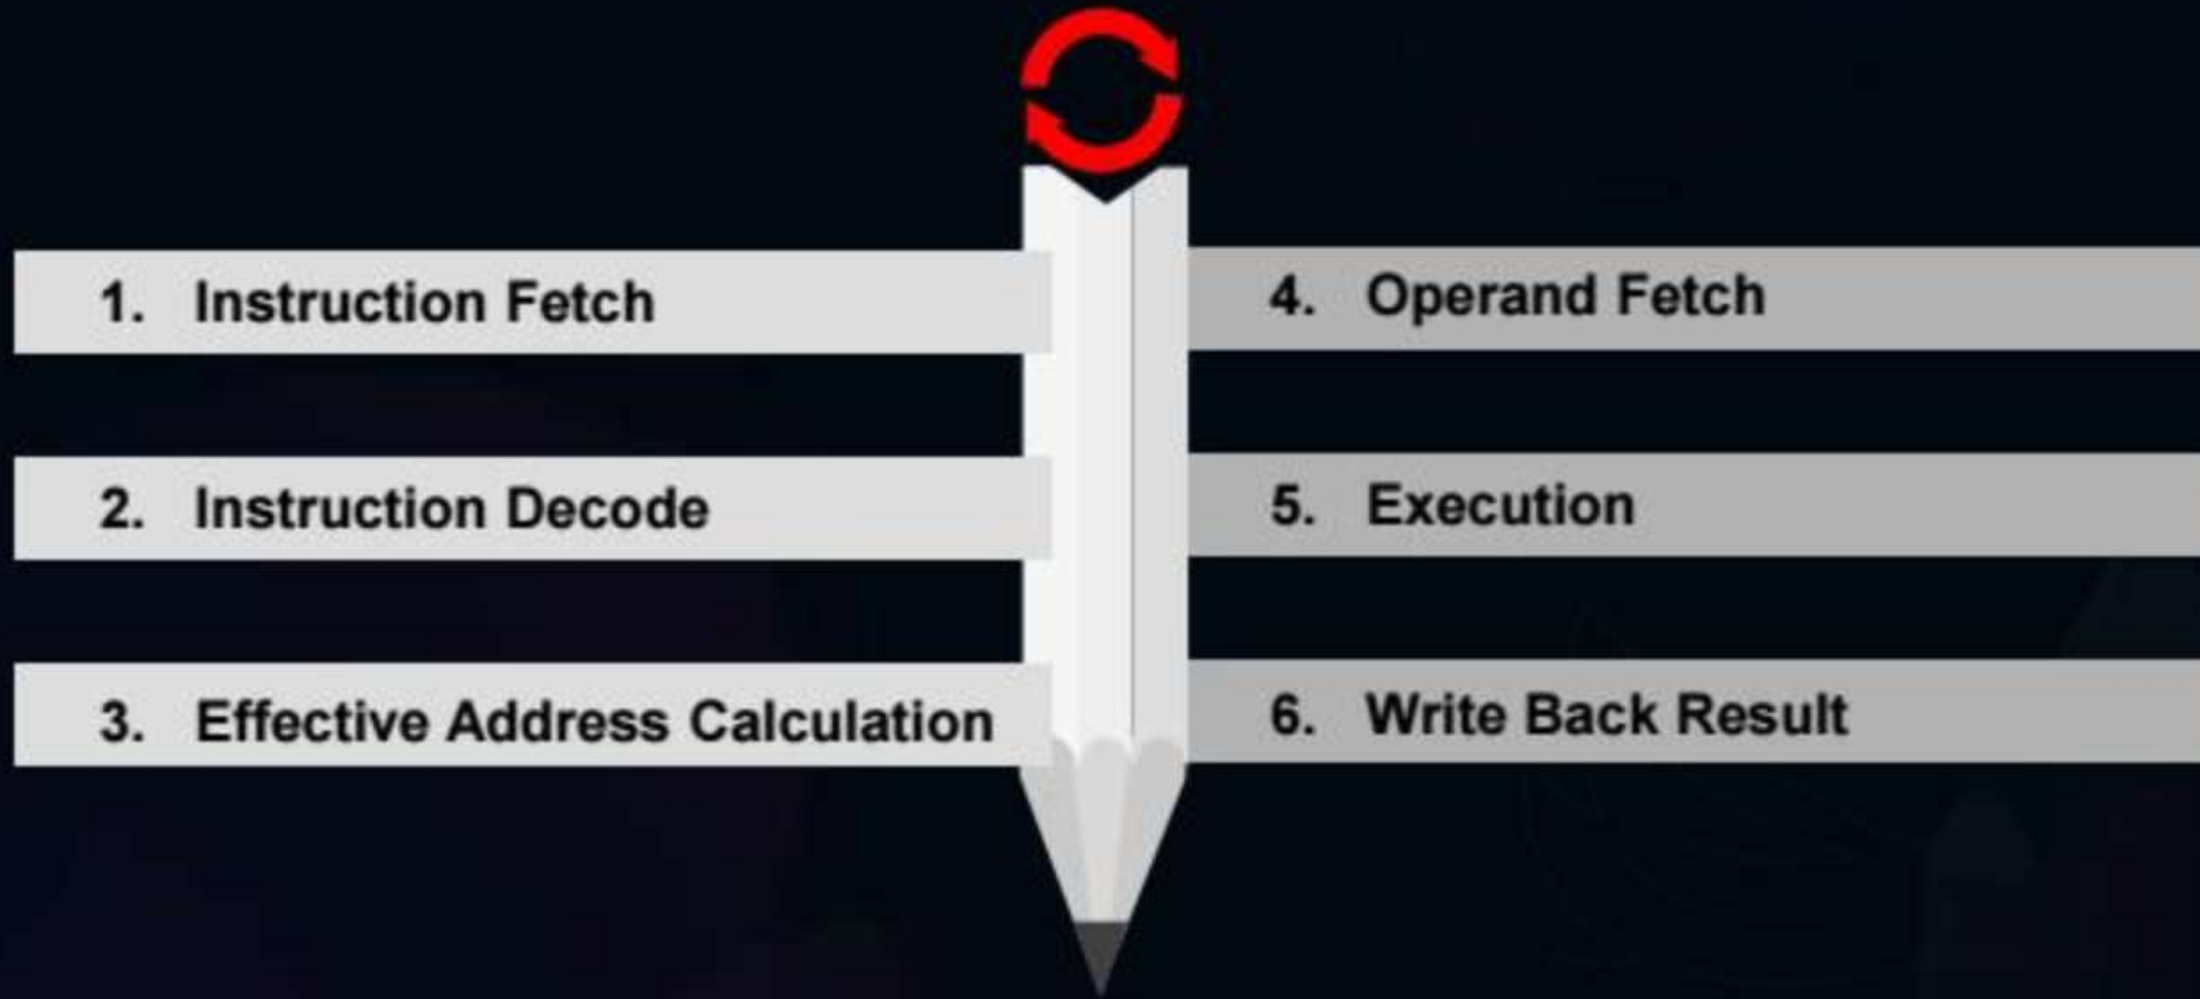 1. Instruction Fetch
2. Instruction Decode
3. Effective Address Calculation
4. Operand Fetch
5. Execution
6. Write Back Result